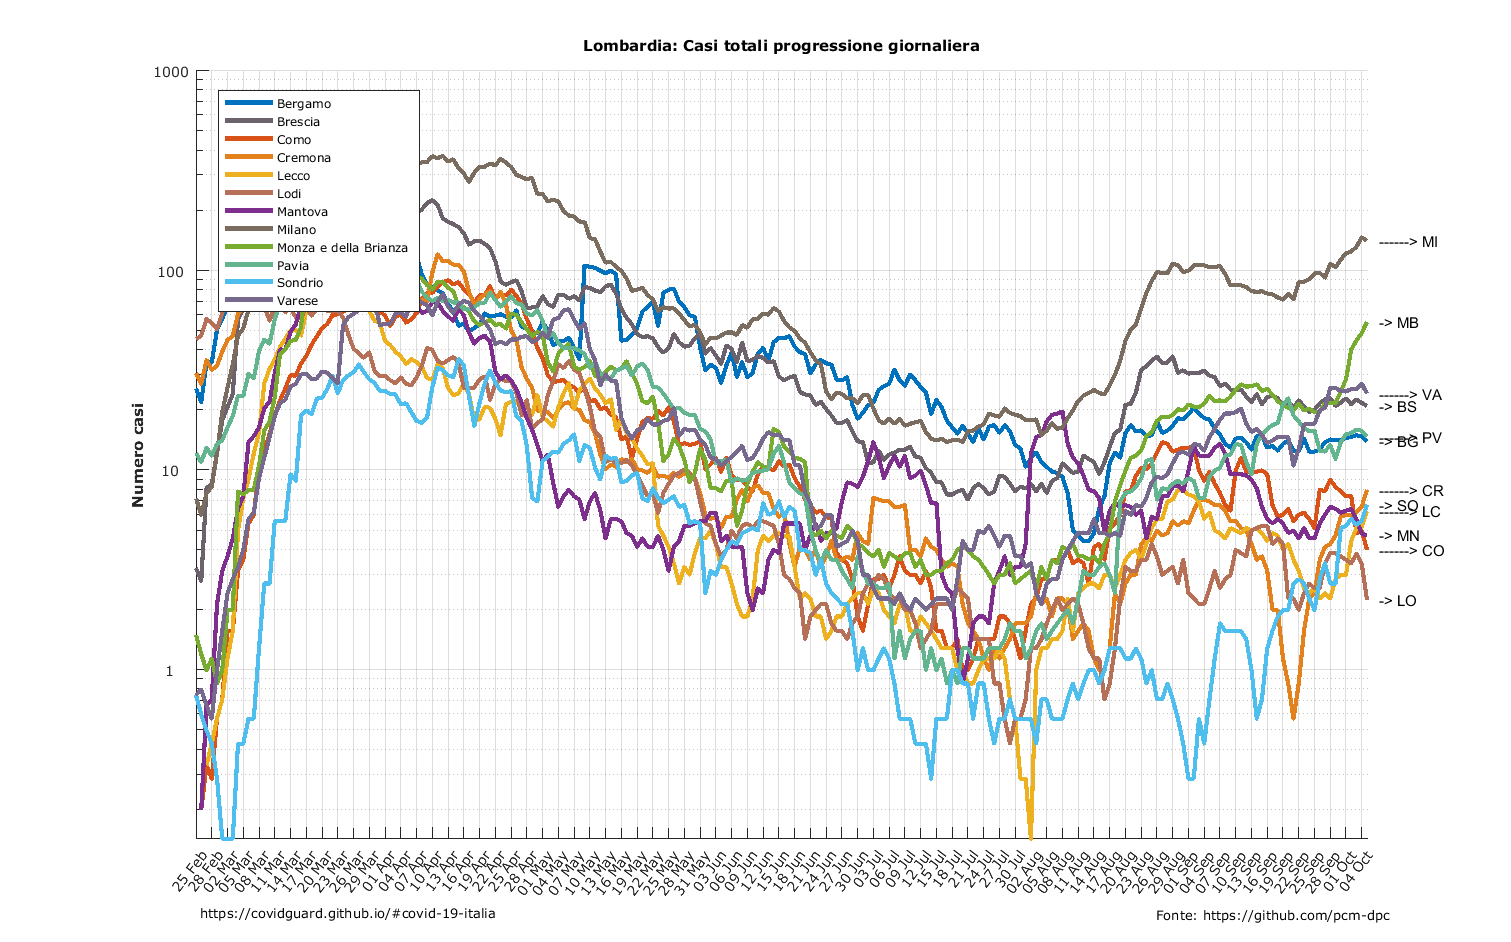 Lombardia: Casi totali progressione giornaliera
Numero casi
1000
100
10
1
Bergamo
Brescia
Como
Cremona
Lecco
Lodi
Mantova
Milano
Monza e della Brianza
Pavia
Sondrio
Varese
------> MI
-> MB
------> VA
-> BS
------> PV
-> BG
------> CR
-> SO
------> LC
-> MN
------> CO
-> LO
25 Feb
28 Feb
02 Mar
05 Mar
08 Mar
11 Mar
14 Mar
17 Mar
20 Mar
23 Mar
26 Mar
29 Mar
01 Apr
04 Apr
07 Apr
10 Apr
13 Apr
16 Apr
19 Apr
22 Apr
25 Apr
28 Apr
01 May
04 May
07 May
10 May
13 May
16 May
19 May
22 May
25 May
28 May
31 May
03 Jun
06 Jun
09 Jun
12 Jun
15 Jun
18 Jun
21 Jun
24 Jun
27 Jun
30 Jun
03 Jul
06 Jul
09 Jul
12 Jul
15 Jul
18 Jul
21 Jul
24 Jul
27 Jul
30 Jul
02 Aug
05 Aug
08 Aug
11 Aug
14 Aug
17 Aug
20 Aug
23 Aug
26 Aug
29 Aug
01 Sep
04 Sep
07 Sep
10 Sep
13 Sep
16 Sep
19 Sep
22 Sep
25 Sep
28 Sep
01 Oct
04 Oct
https://covidguard.github.io/#covid-19-italia
Fonte: https://github.com/pcm-dpc